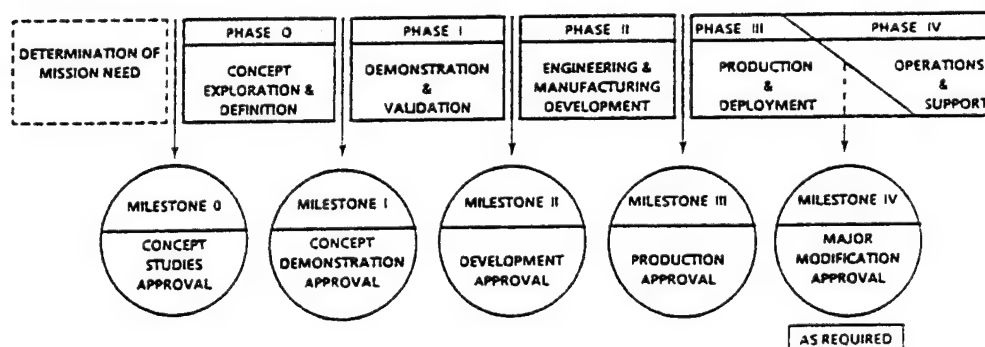 DETERMINATION OF
MISSION NEED
PHASE 0
CONCEPT
EXPLORATION &
DEFINITION
PHASE I
DEMONSTRATION
&
VALIDATION
PHASE II
ENGINEERING &
MANUFACTURING
DEVELOPMENT
PHASE III
PRODUCTION
&
DEPLOYMENT
PHASE IV
OPERATIONS
&
SUPPORT
MILESTONE 0
CONCEPT
STUDIES
APPROVAL
MILESTONE I
CONCEPT
DEMONSTRATION
APPROVAL
MILESTONE II
DEVELOPMENT
APPROVAL
MILESTONE III
PRODUCTION
APPROVAL
MILESTONE IV
MAJOR
MODIFICATION
APPROVAL
AS REQUIRED